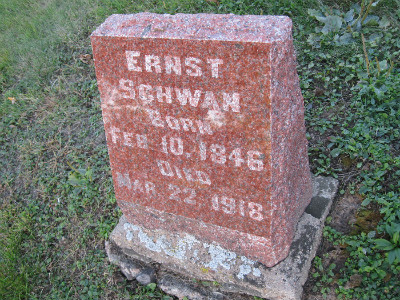 ERNST
SCHWAN
BORN
FEB 10. 1846
DIED
MAR 22, 1918